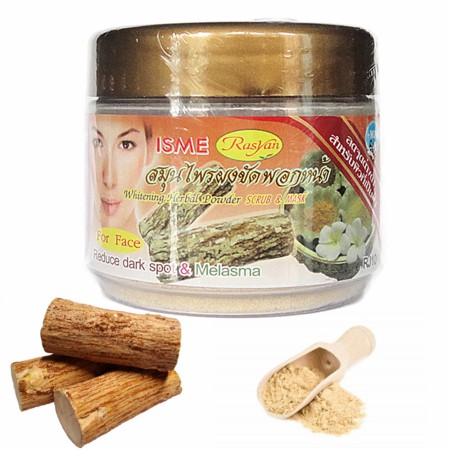 ISME Rasyan
สมุนไพรผงขัดพอกหน้า
Whitening Herbal Powder SCRUB & MASK
For Face
Reduce dark spot & Melasma